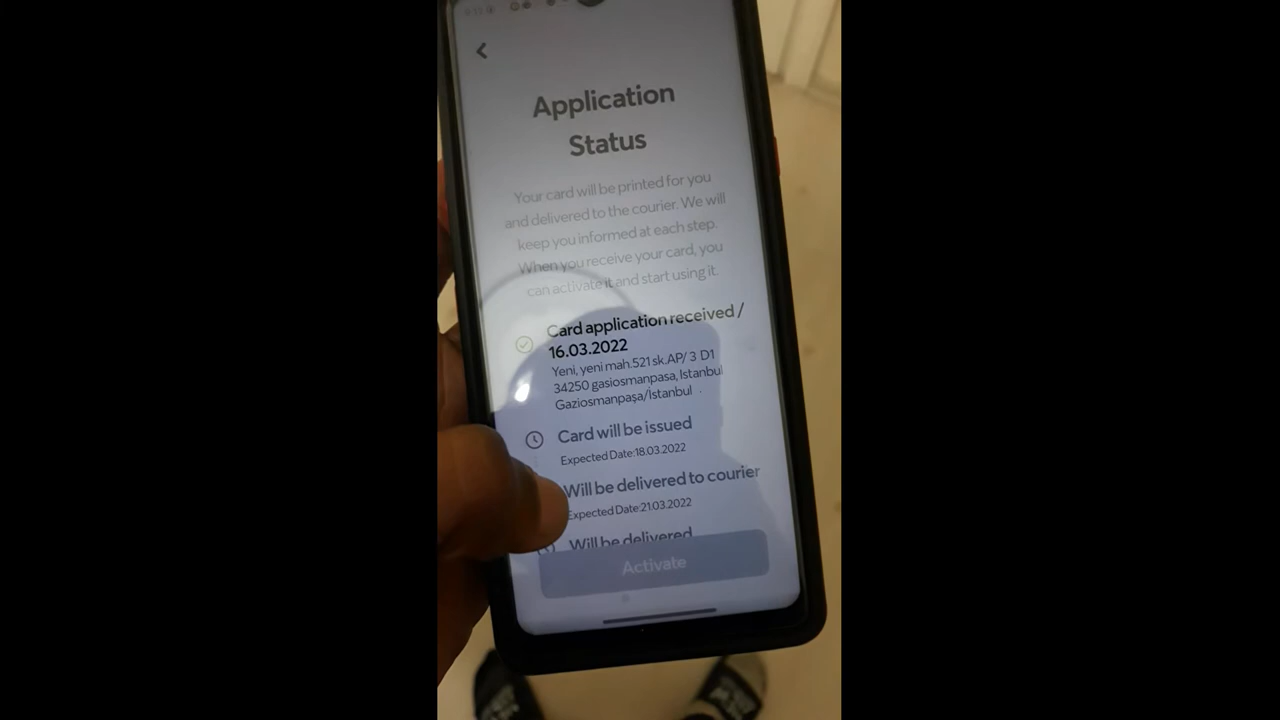 Application
Status
Your card will be printed for you
and delivered to the courier. We will
keep you informed at each step.
When you receive your card, you
can activate it and start using it.
Card application received /
16.03.2022
Yeni, yeni mah.521 sk.AP/ 3 D1
34250 gasiosmanpasa, Istanbul
Gaziosmanpaşa/İstanbul
Card will be issued
Expected Date:18.03.2022
Will be delivered to courier
Expected Date:21.03.2022
Will be delivered
Activate